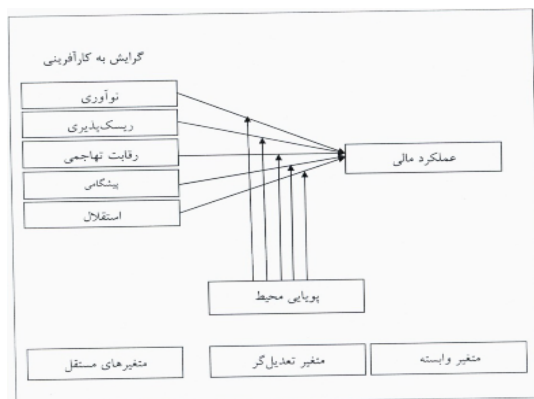 گرایش به کارآفرینی
نوآوری
ریسک‌پذیری
رقابت تهاجمی
عملکرد مالی
پیشگامی
استقلال
پویایی محیط
متغیر وابسته
متغیر تعدیل‌گر
متغیرهای مستقل